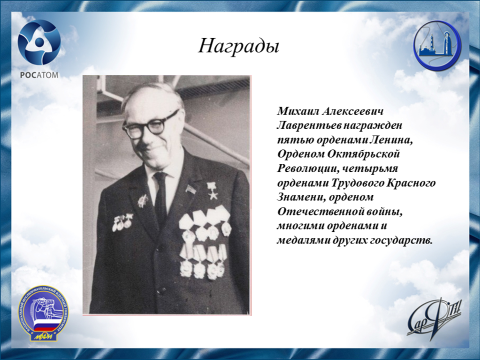 Награды
РОСАТОМ
Михаил Алексеевич
Лаврентьев награжден
пятью орденами Ленина,
Орденом Октябрьской
Революции, четырьмя
орденами Трудового Красного
Знамени, орденом
Отечественной войны,
многими орденами и
медалями других государств.
СарФТИ